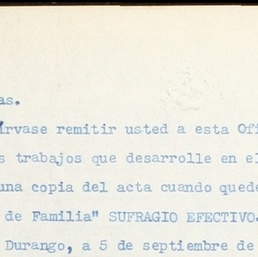 as.
írvase remitir usted a esta Ofi
s trabajos que desarrolle en el
una copia del acta cuando quede
de Familia" SUFRAGIO EFECTIVO.
Durango, a 5 de septiembre de